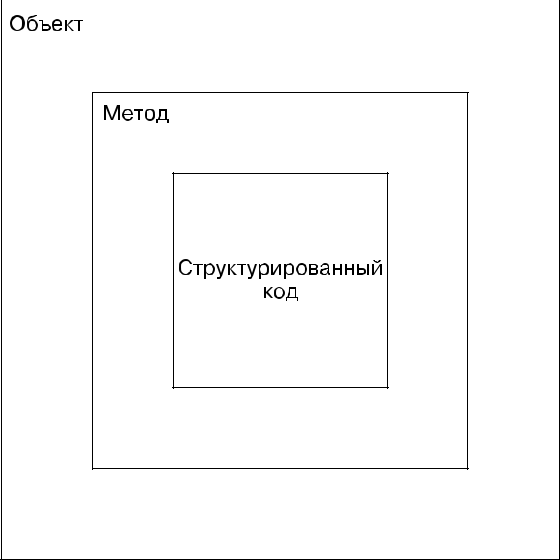 Объект
Метод
Структурированный
код